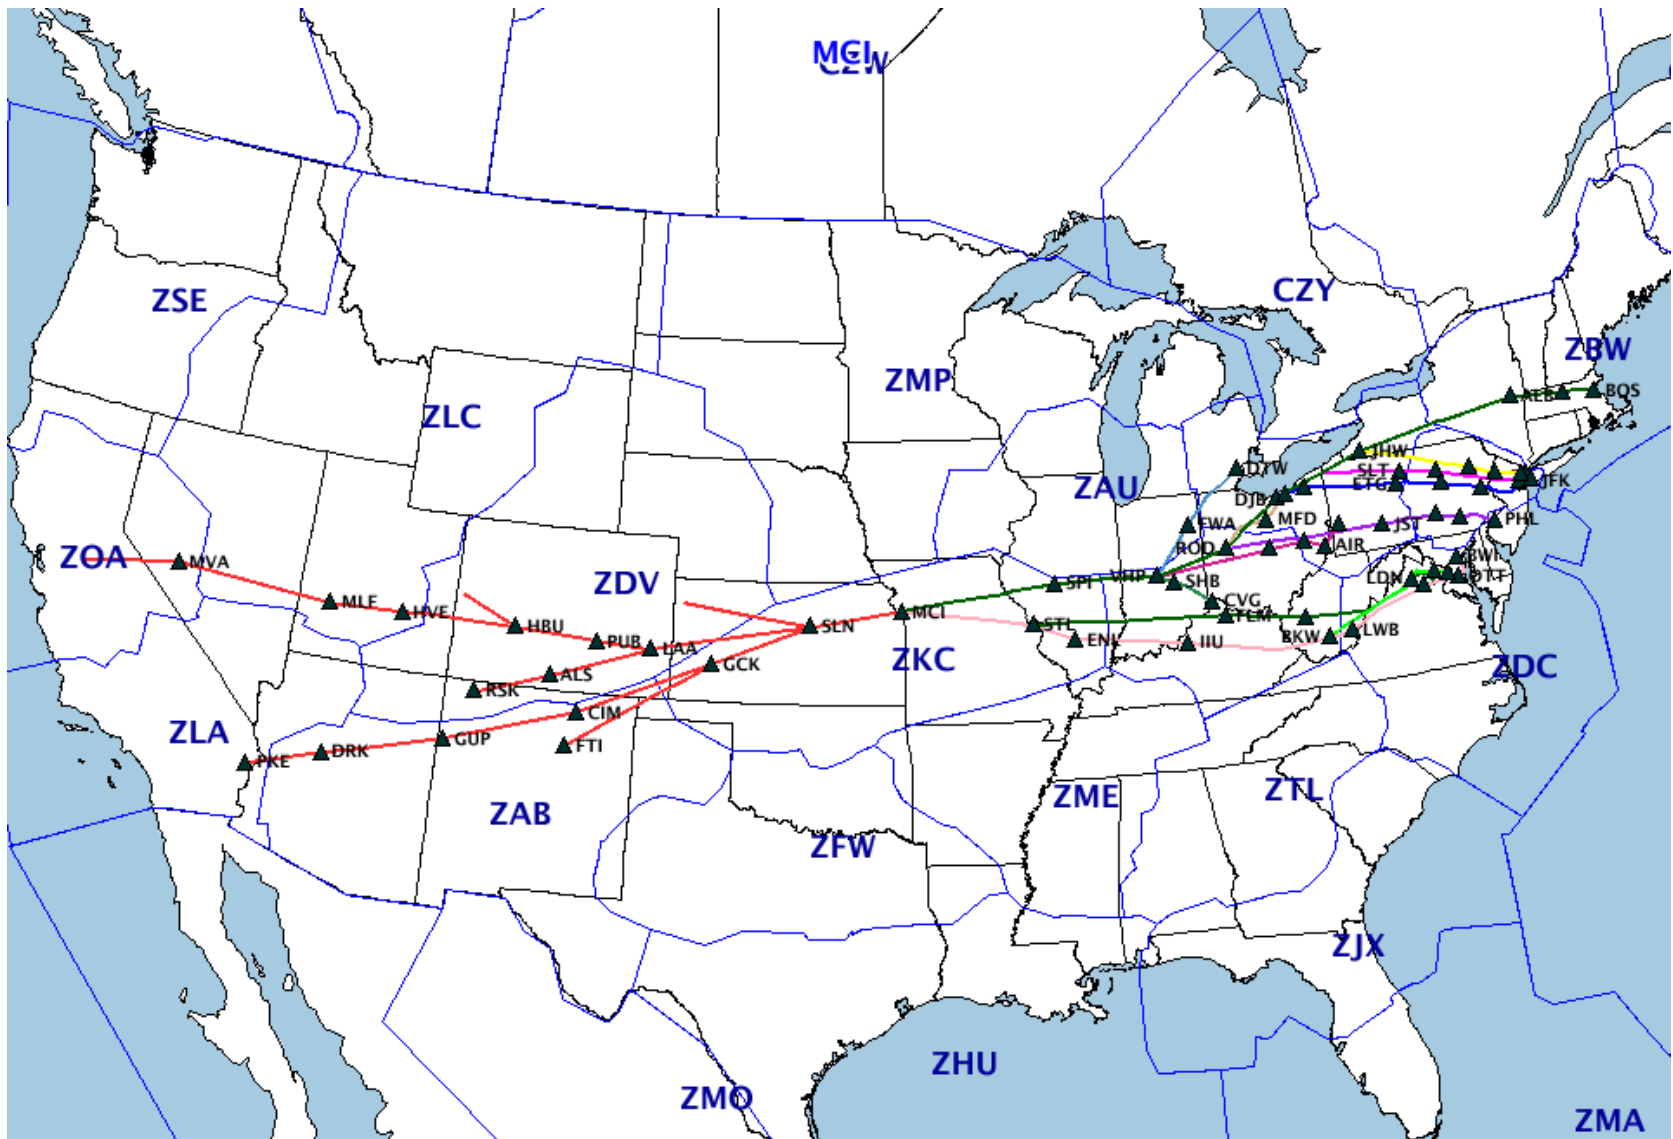 MCI
CZW
CZY
ZSE
ZBW
ZMP
ZLC
ALB
BOS
JHW
DTW
SLT
ETG
JFK
ZAU
DJB
FWA
MFD
JST
PHL
ROD
AIR
BWI
ZOA
MVA
ZDV
SPI
VHP
SHB
LDN
OTT
MLF
HVE
CVG
FLM
HBU
PUB
SLN
MCI
STL
ENL
IIU
BKW
LWB
LAA
GCK
ZKC
ZDC
RSK
ALS
CIM
ZLA
GUP
FTI
PKE
DRK
ZAB
ZME
ZTL
ZFW
ZJX
ZHU
ZMO
ZMA